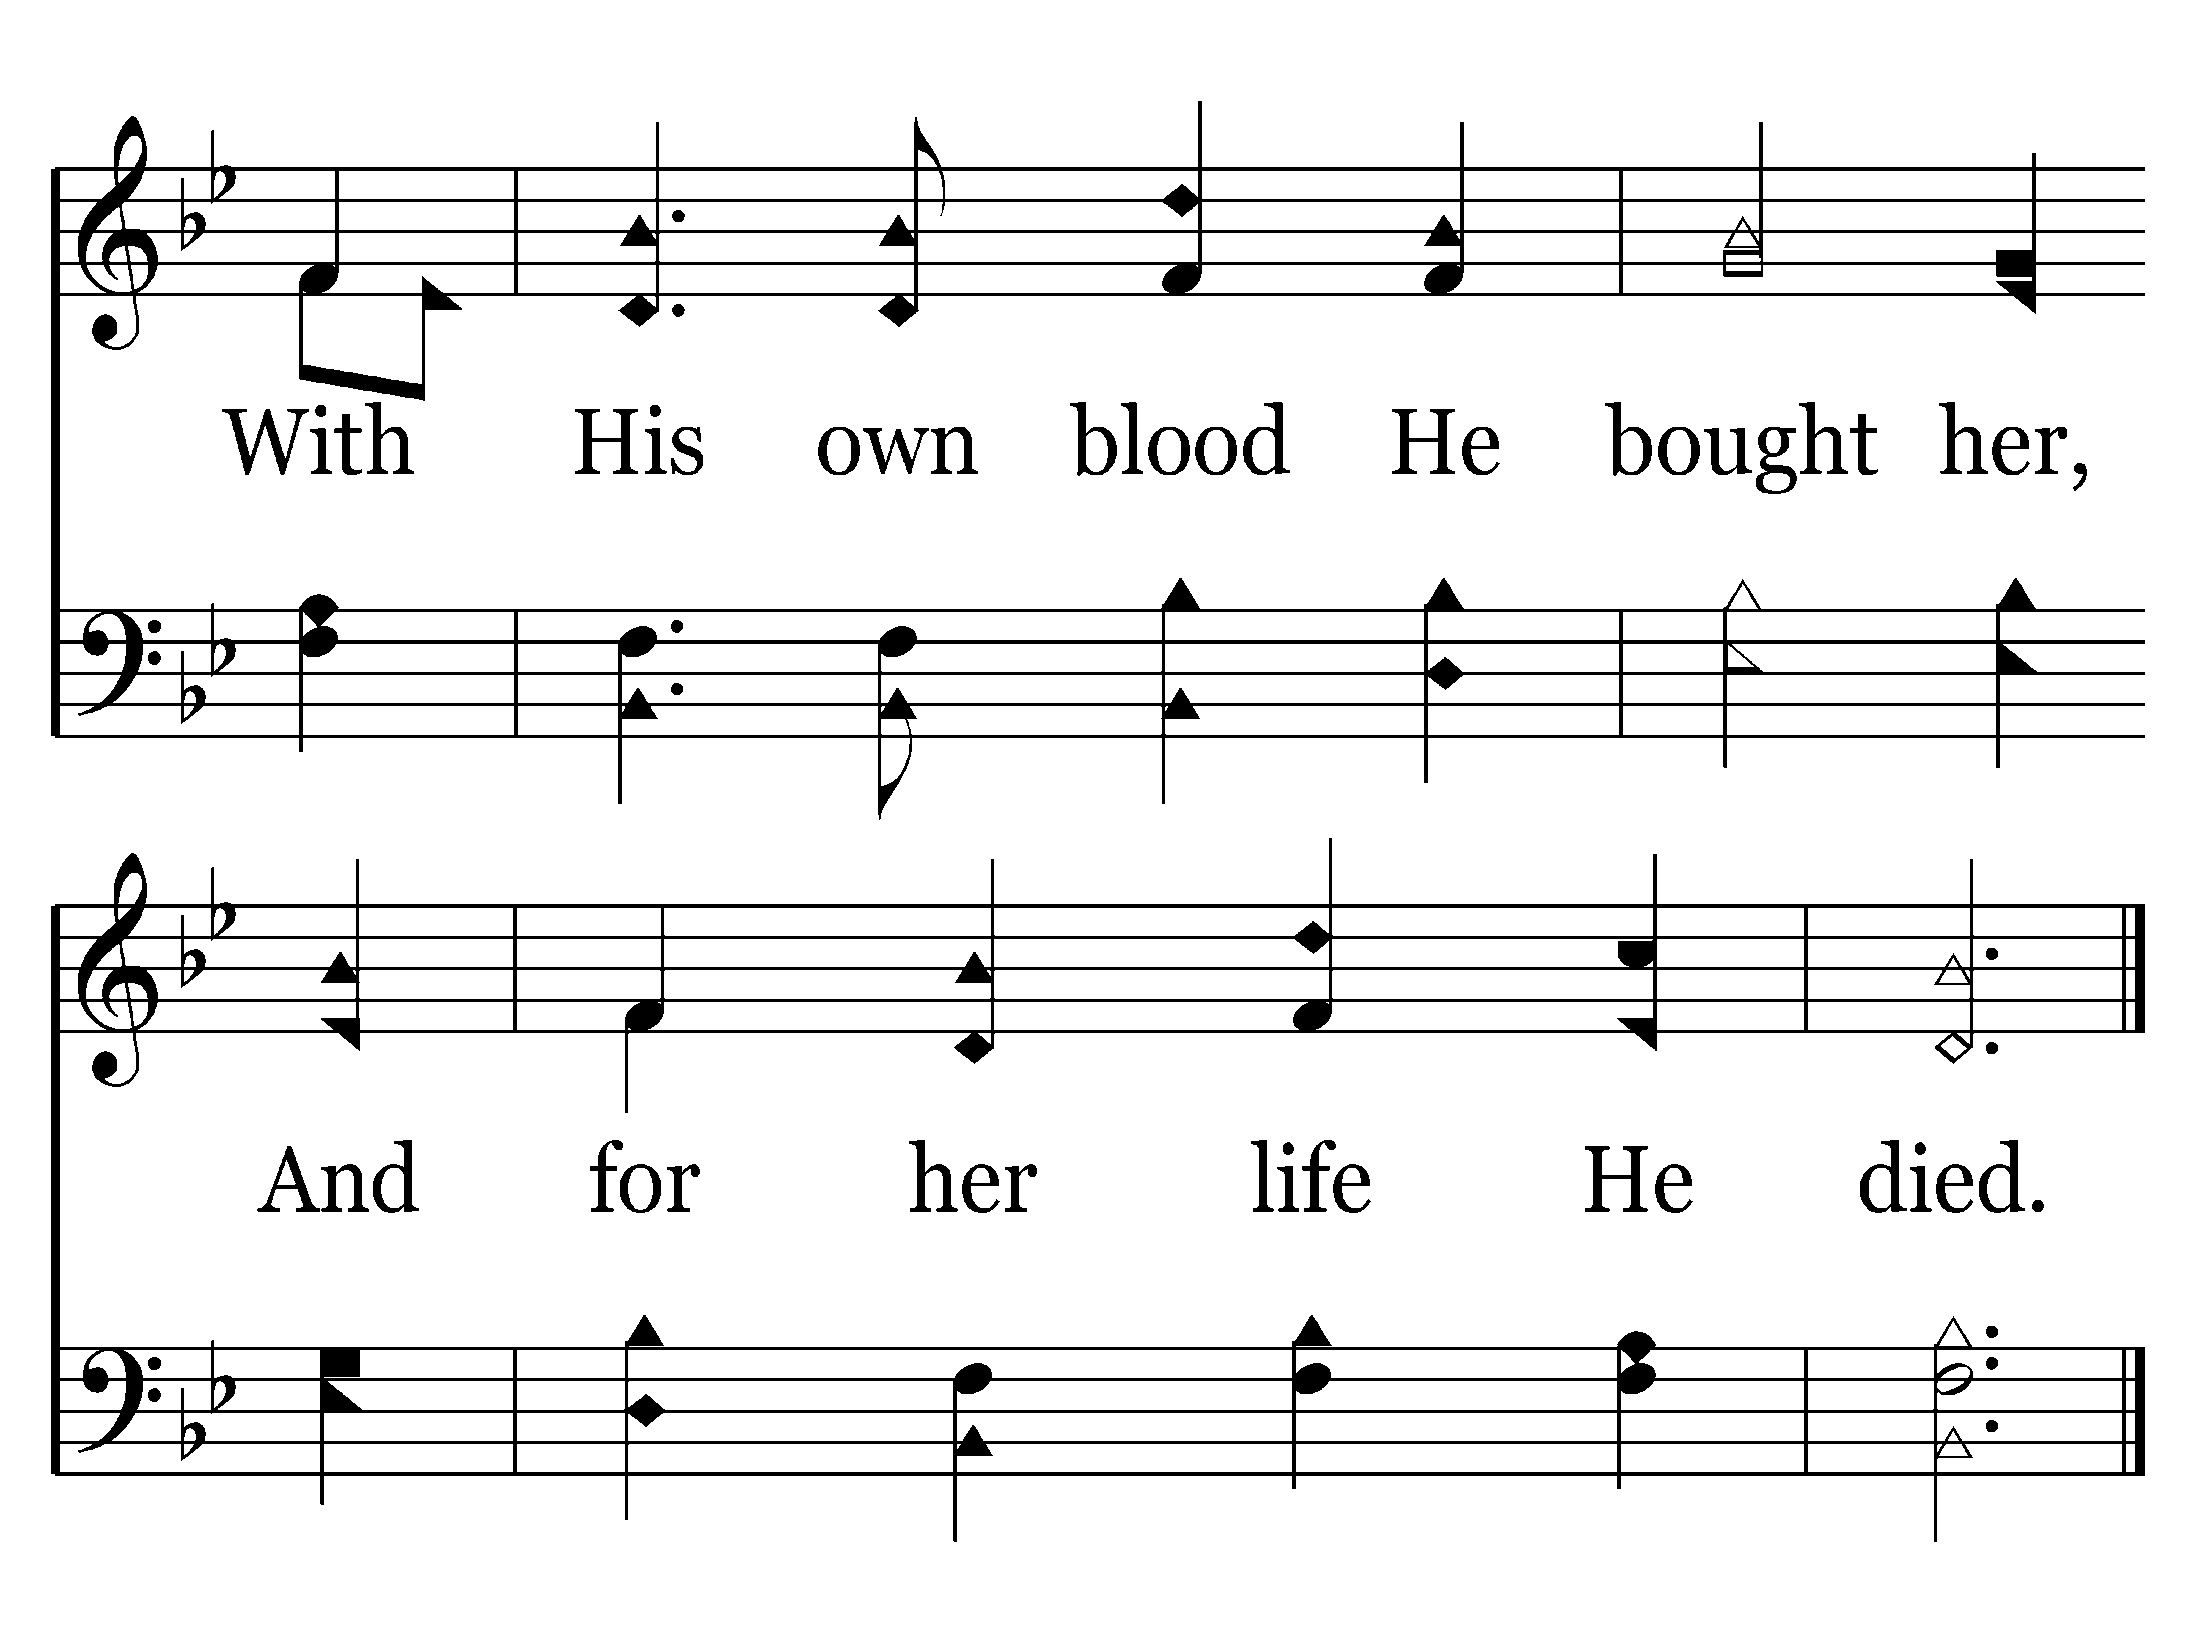 With His own blood He bought her,
And for her life He died.